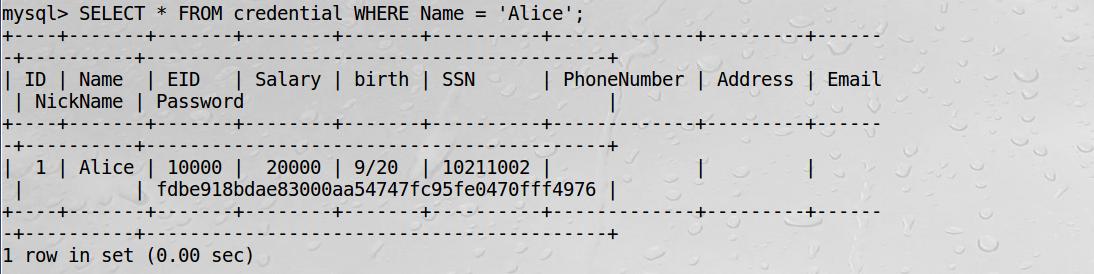 mysql> SELECT * FROM credential WHERE Name = 'Alice';
+----+-------+-------+--------+-------+----------+-------------+---------+------
-+----------+------------------------------------------+
| ID | Name  | EID   | Salary | birth | SSN      | PhoneNumber | Address | Email
 | NickName | Password                                 |
+----+-------+-------+--------+-------+----------+-------------+---------+------
-+----------+------------------------------------------+
|  1 | Alice | 10000 |  20000 | 9/20  | 10211002 |             |         |
 |          | fdbe918bdae83000aa54747fc95fe0470fff4976 |
+----+-------+-------+--------+-------+----------+-------------+---------+------
-+----------+------------------------------------------+
1 row in set (0.00 sec)